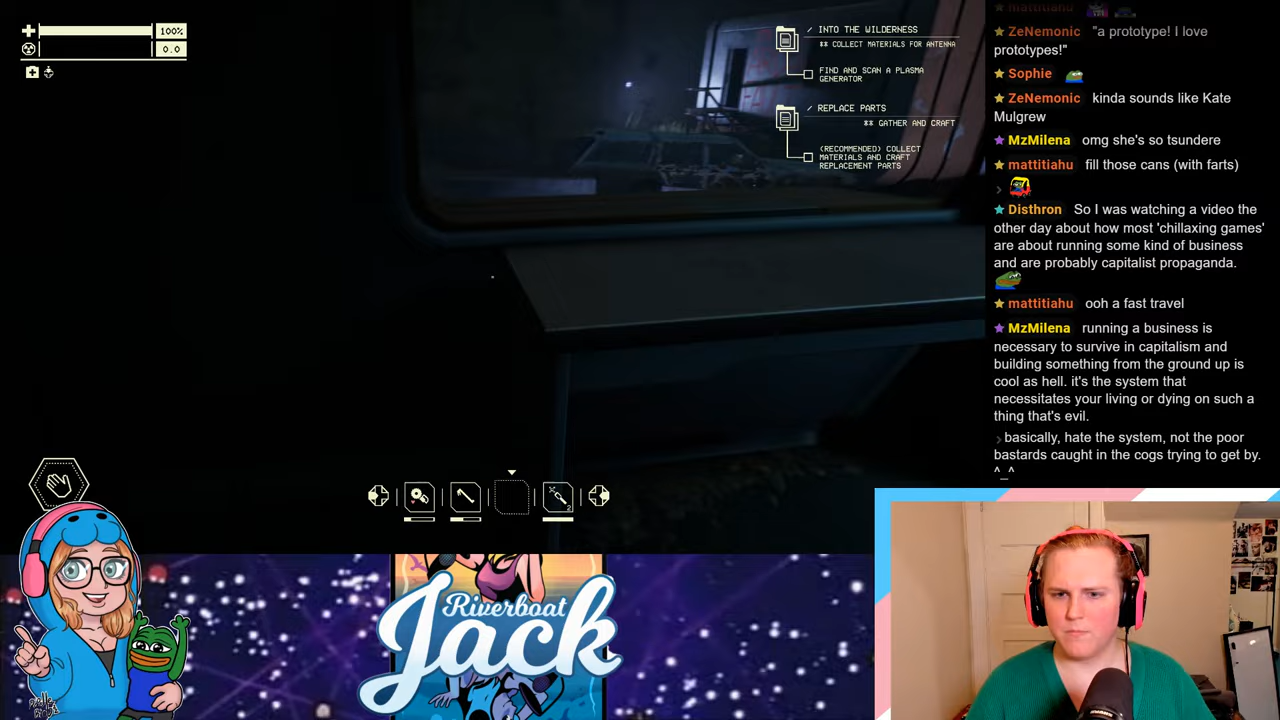 100%
0.0
/ INTO THE WILDERNESS
** COLLECT MATERIALS FOR ANTENNA
FIND AND SCAN A PLASMA
GENERATOR
/ REPLACE PARTS
** GATHER AND CRAFT
(RECOMMENDED) COLLECT
MATERIALS AND CRAFT
REPLACEMENT PARTS
2
Riverboat
Jack
mattitiahu
ZeNemonic "a prototype! I love
prototypes!"
Sophie
ZeNemonic kinda sounds like Kate
Mulgrew
MzMilena omg she's so tsundere
mattitiahu fill those cans (with farts)
Disthron So I was watching a video the
other day about how most 'chillaxing games'
are about running some kind of business
and are probably capitalist propaganda.
mattitiahu ooh a fast travel
MzMilena running a business is
necessary to survive in capitalism and
building something from the ground up is
cool as hell. it's the system that
necessitates your living or dying on such a
thing that's evil.
basically, hate the system, not the poor
bastards caught in the cogs trying to get by.
^_^